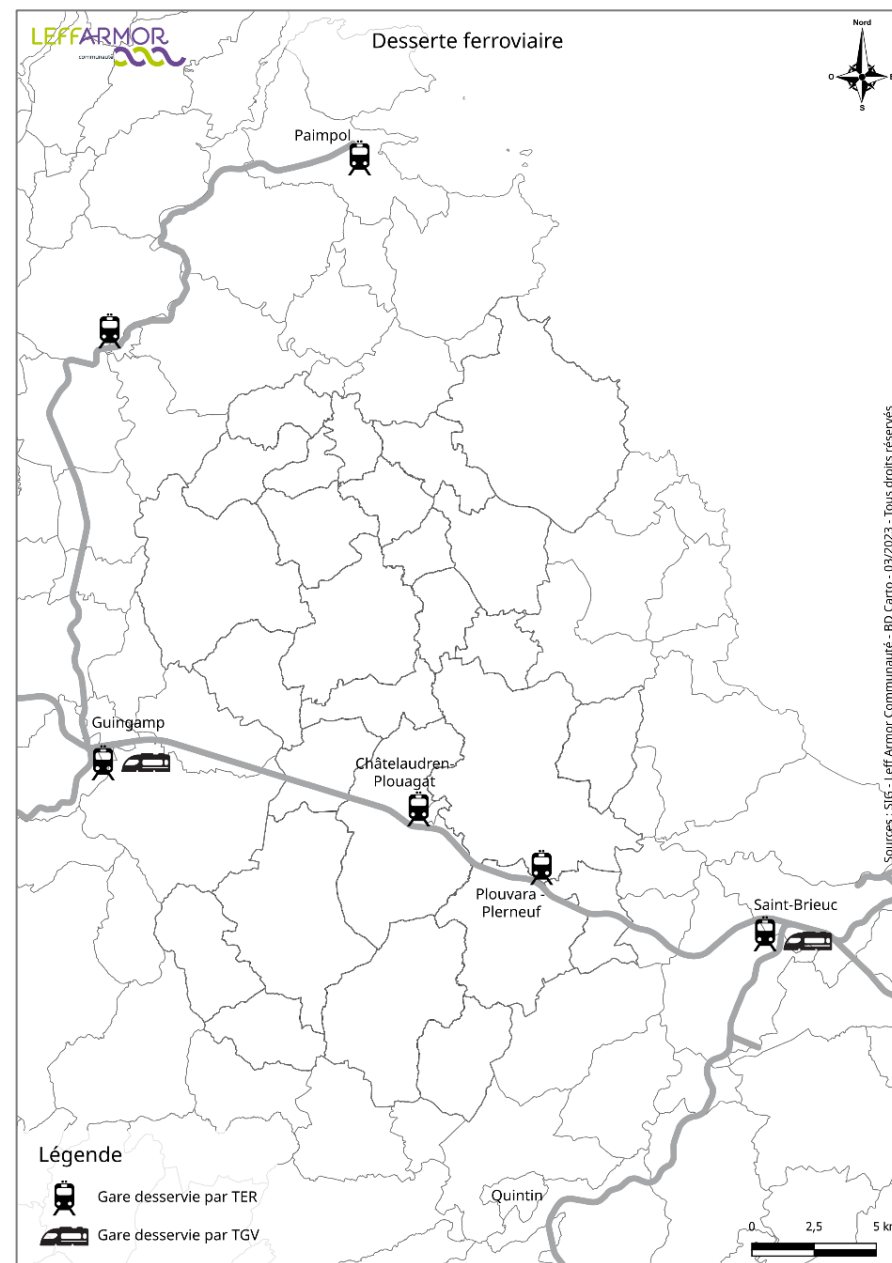 LEFFARMOR
communauté
Desserte ferroviaire
Nord
O
S
Paimpol
Guingamp
Châtelaudren-
Plouagat
Plouvara -
Plerneuf
Saint-Brieuc
Quintin
Sources : SIG - Leff Armor Communauté - BD Carto - 03/2023 - Tous droits réservés
Légende
Gare desservie par TER
Gare desservie par TGV
0 2,5 5 km